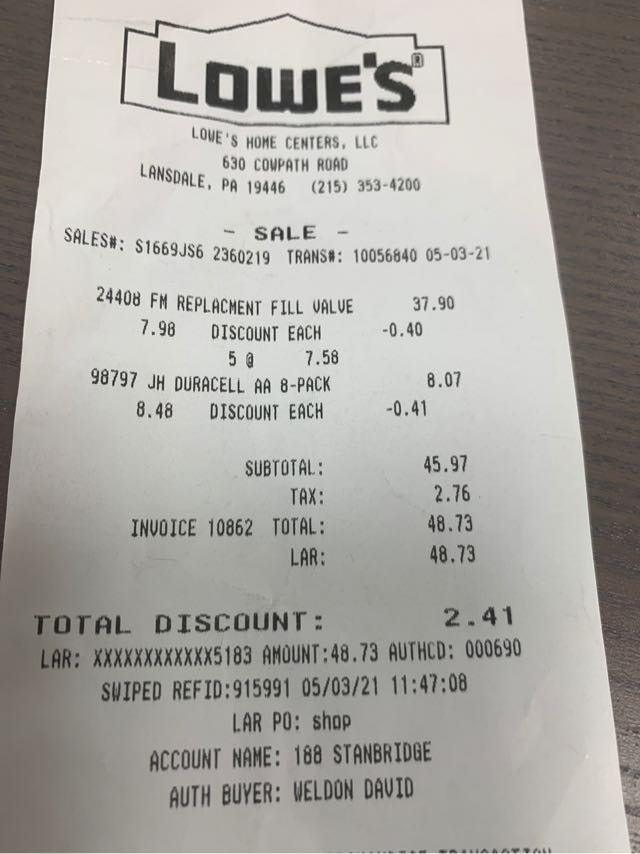 LOWE'S®
LOWE'S HOME CENTERS, LLC
630 COWPATH ROAD
LANSDALE, PA 19446 (215) 353-4200
- SALE -
SALES#: S1669JS6 2360219 TRANS#: 10056840 05-03-21
24408 FM REPLACMENT FILL VALVE 37.90
7.98 DISCOUNT EACH -0.40
5 @ 7.58
98797 JH DURACELL AA 8-PACK 8.07
8.48 DISCOUNT EACH -0.41
SUBTOTAL: 45.97
TAX: 2.76
INVOICE 10862 TOTAL: 48.73
LAR: 48.73
TOTAL DISCOUNT: 2.41
LAR: XXXXXXXXXXXX5183 AMOUNT:48.73 AUTHCD: 000690
SWIPED REFID:915991 05/03/21 11:47:08
LAR PO: shop
ACCOUNT NAME: 188 STANBRIDGE
AUTH BUYER: WELDON DAVID